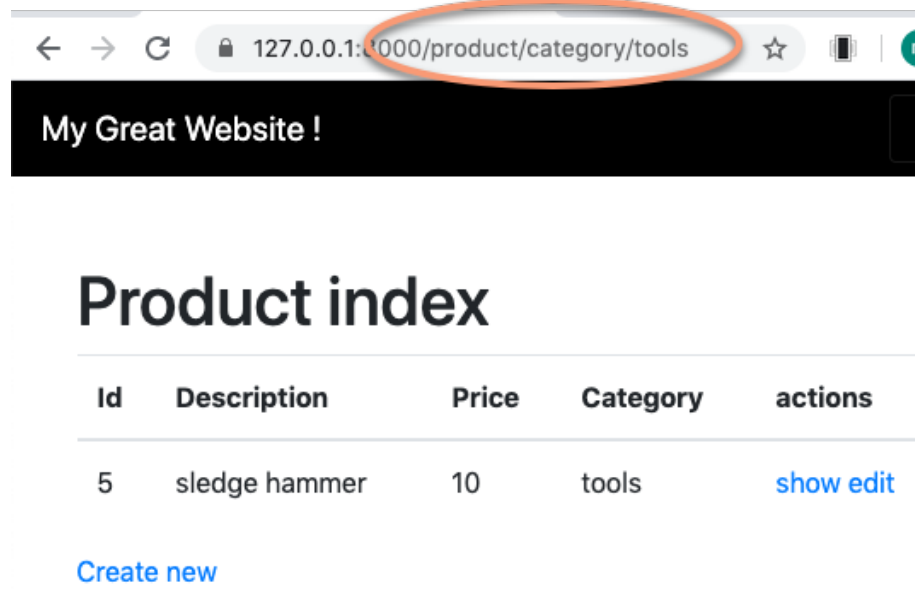 127.0.0.1:8000/product/category/tools
My Great Website !
Product index
Id Description Price Category actions
5 sledge hammer 10 tools show edit
Create new